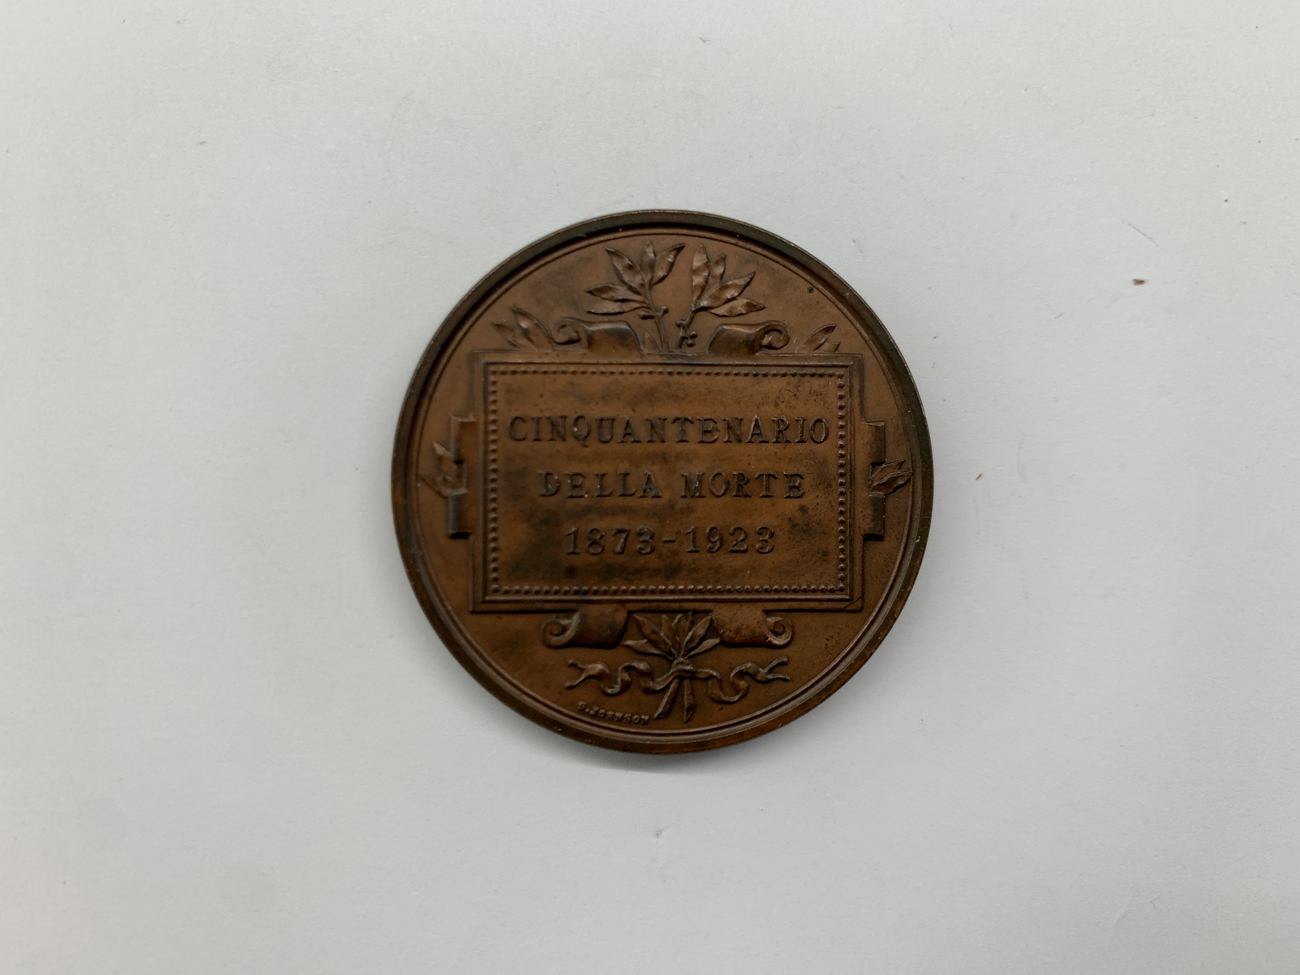 CINQUANTENARIO
DELLA MORTE
1873-1923
S.JOHNSON